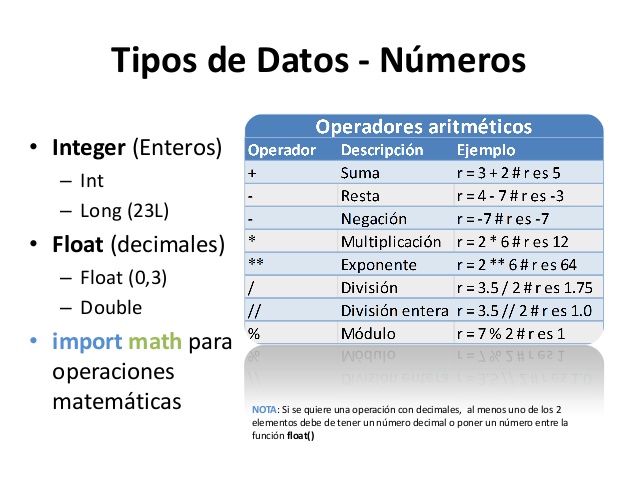 Tipos de Datos - Números
• Integer (Enteros)
– Int
– Long (23L)
• Float (decimales)
– Float (0,3)
– Double
• import math para
operaciones
matemáticas
Operadores aritméticos
Operador Descripción Ejemplo
+ Suma r = 3 + 2 # r es 5
- Resta r = 4 - 7 # r es -3
- Negación r = -7 # r es -7
* Multiplicación r = 2 * 6 # r es 12
** Exponente r = 2 ** 6 # r es 64
/ División r = 3.5 / 2 # r es 1.75
// División entera r = 3.5 // 2 # r es 1.0
% Módulo r = 7 % 2 # r es 1
NOTA: Si se quiere una operación con decimales, al menos uno de los 2
elementos debe de tener un número decimal o poner un número entre la
función float()